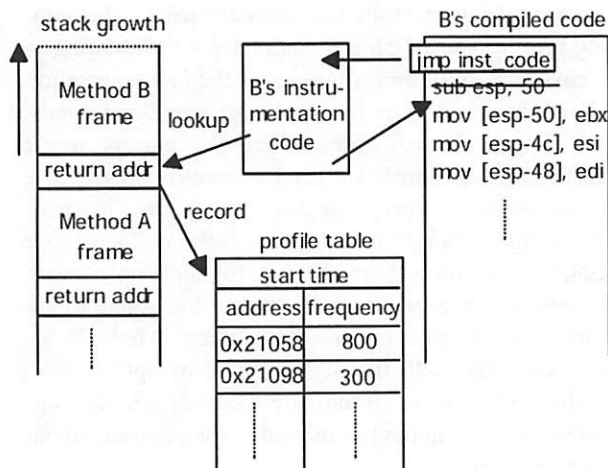 stack growth
Method B
frame
return addr
Method A
frame
return addr
lookup
record
B's instru-
mentation
code
B's compiled code
jmp inst_code
sub esp, 50
mov [esp-50], ebx
mov [esp-4c], esi
mov [esp-48], edi
profile table
start time
address frequency
0x21058 800
0x21098 300